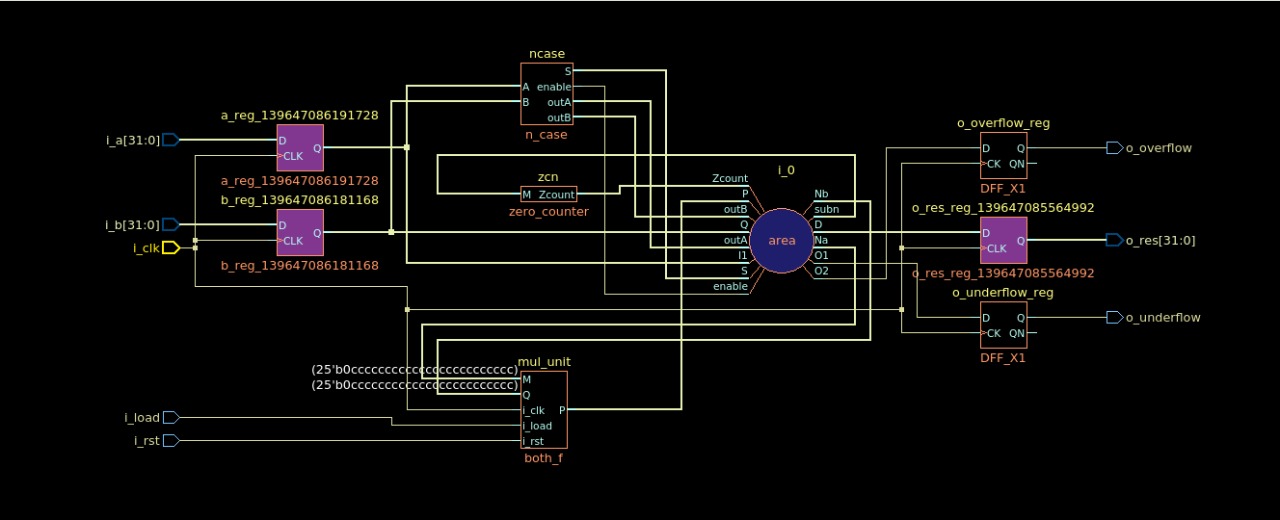 ncase
S
A enable
B outA
outB
n_case
a_reg_139647086191728
i_a[31:0]
D
Q
CLK
a_reg_139647086191728
b_reg_139647086181168
i_b[31:0]
D
Q
i_clk
CLK
b_reg_139647086181168
zcn
M Zcount
zero_counter
i_0
Zcount
P
outB
Q
outA
I1
S
enable
area
Nb
subn
D
Na
O1
O2
o_overflow_reg
D Q
CK QN
DFF_X1
o_overflow
o_res_reg_139647085564992
D
Q
CLK
o_res[31:0]
o_res_reg_139647085564992
o_underflow_reg
D Q
CK QN
DFF_X1
o_underflow
mul_unit
(25'b0cccccccccccccccccccccccc)
(25'b0cccccccccccccccccccccccc)
M
Q
i_clk P
i_load
i_rst
both_f
i_load
i_rst